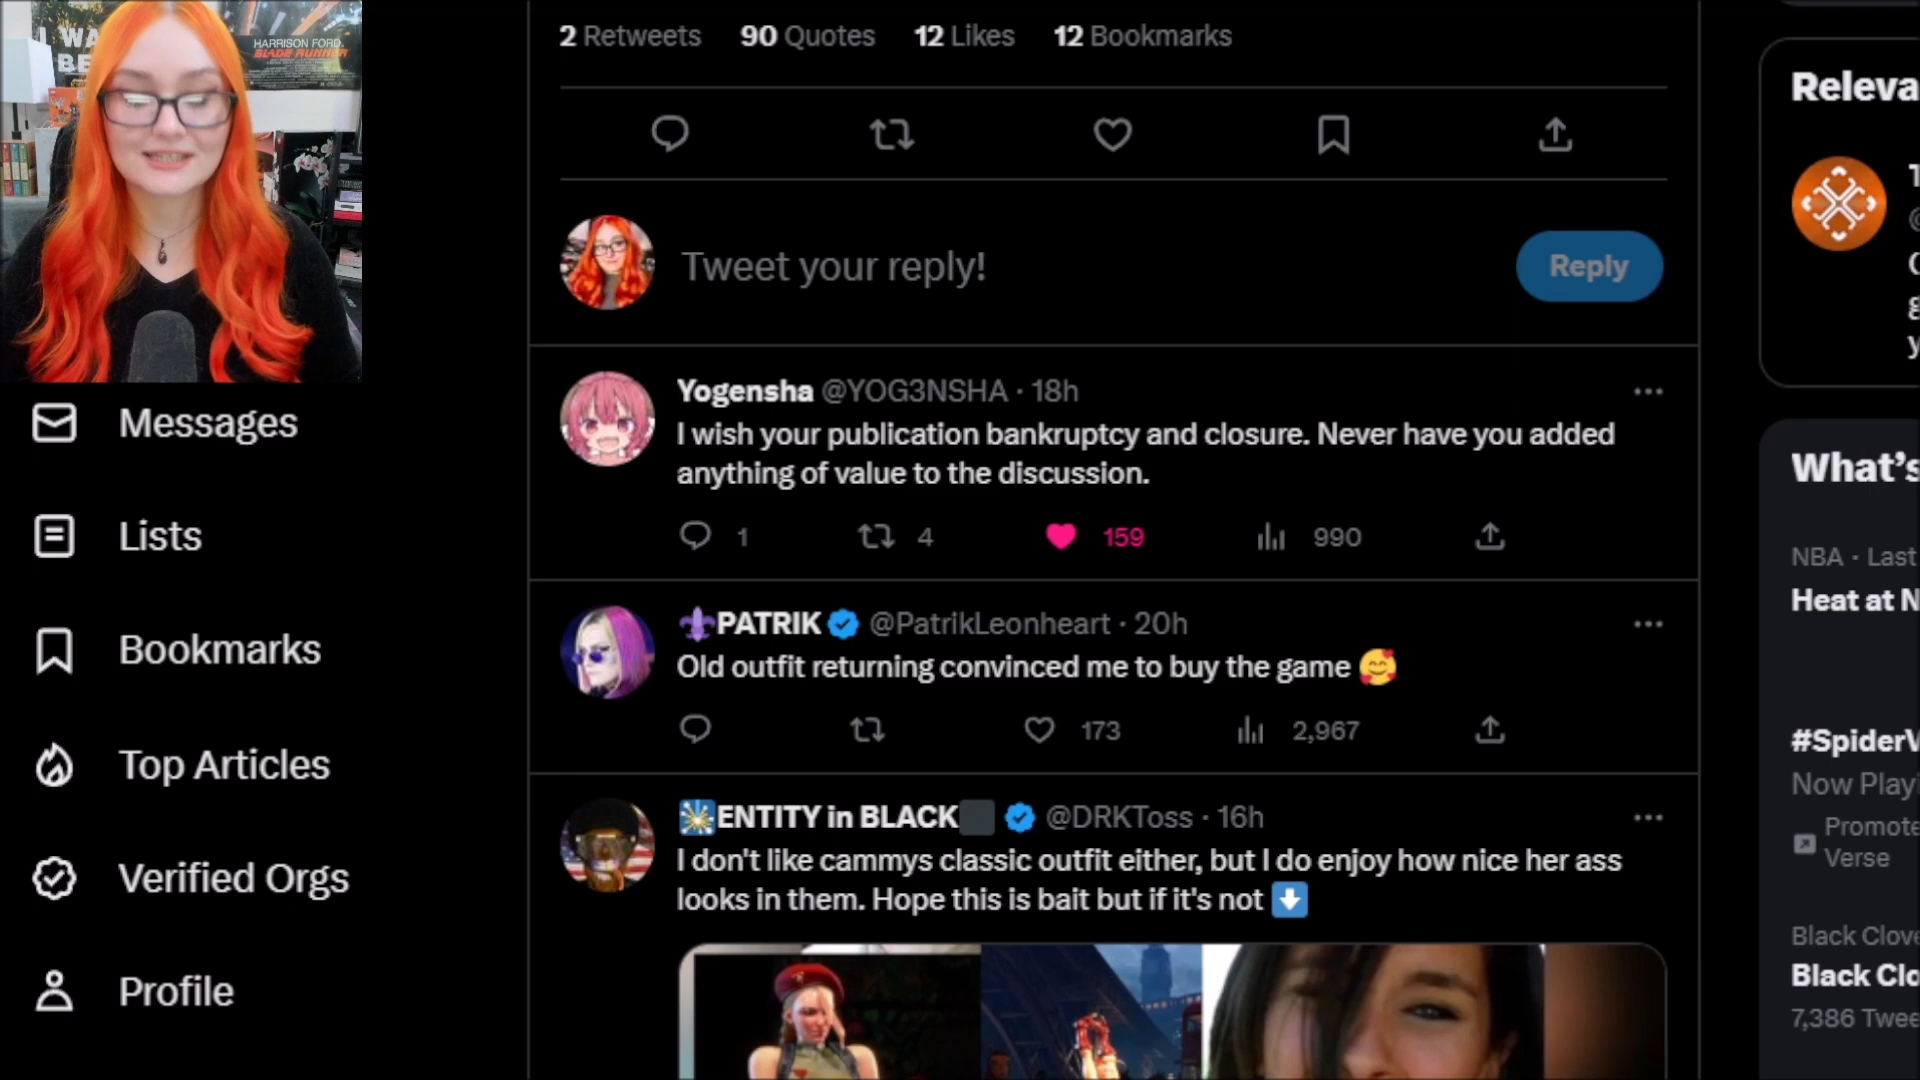 I WA
BE
HARRISON FORD.
BLADE RUNNER
2 Retweets 90 Quotes 12 Likes 12 Bookmarks
Tweet your reply!
Reply
Yogensha @YOG3NSHA · 18h
I wish your publication bankruptcy and closure. Never have you added
anything of value to the discussion.
1 4 159 990
PATRIK @PatrikLeonheart · 20h
Old outfit returning convinced me to buy the game 🥰
173 2,967
ENTITY in BLACK @DRKToss · 16h
I don't like cammys classic outfit either, but I do enjoy how nice her ass
looks in them. Hope this is bait but if it's not ⬇️
Messages
Lists
Bookmarks
Top Articles
Verified Orgs
Profile
Releva
What's
NBA · Last
Heat at N
#SpiderV
Now Playi
Promote
Verse
Black Clove
Black Clo
7,386 Twee